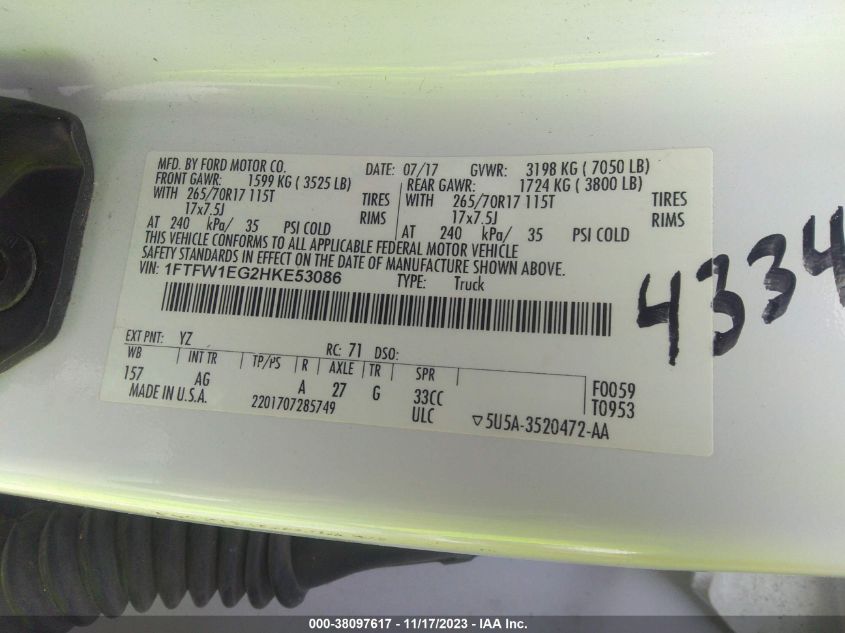 MFD. BY FORD MOTOR CO. DATE: 07/17 GVWR: 3198 KG ( 7050 LB)
FRONT GAWR: 1599 KG ( 3525 LB) REAR GAWR: 1724 KG ( 3800 LB)
WITH 265/70R17 115T TIRES WITH 265/70R17 115T TIRES
17x7.5J RIMS 17x7.5J RIMS
AT 240 kPa/ 35 PSI COLD AT 240 kPa/ 35 PSI COLD
THIS VEHICLE CONFORMS TO ALL APPLICABLE FEDERAL MOTOR VEHICLE
SAFETY STANDARDS IN EFFECT ON THE DATE OF MANUFACTURE SHOWN ABOVE.
VIN: 1FTFW1EG2HKE53086 TYPE: Truck
4334
EXT PNT: YZ RC: 71 DSO:
WB INT TR TP/PS R AXLE TR SPR
157 AG A 27 G 33CC F0059
MADE IN U.S.A. 2201707285749 ULC T0953
▽5U5A-3520472-AA
000-38097617 - 11/17/2023 - IAA Inc.